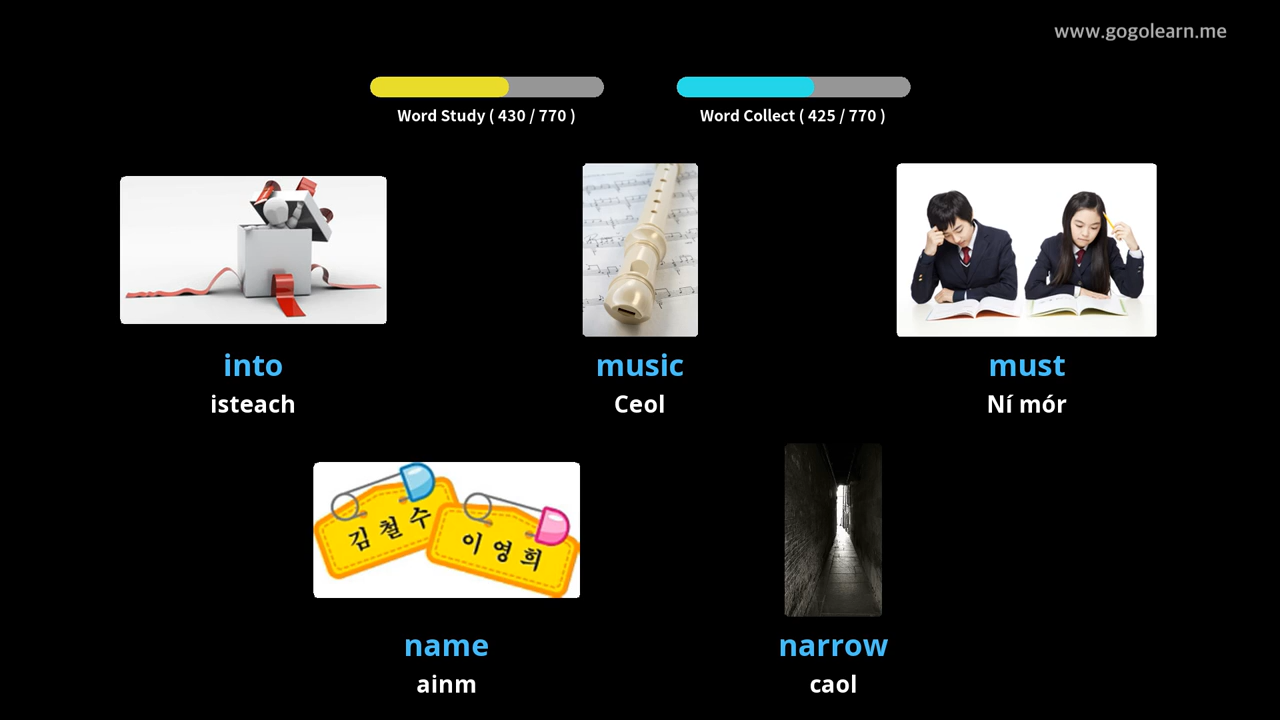 www.gogolearn.me
Word Study ( 430 / 770 )
Word Collect ( 425 / 770 )
into
isteach
music
Ceol
must
Ní mór
김철수
이영희
name
ainm
narrow
caol